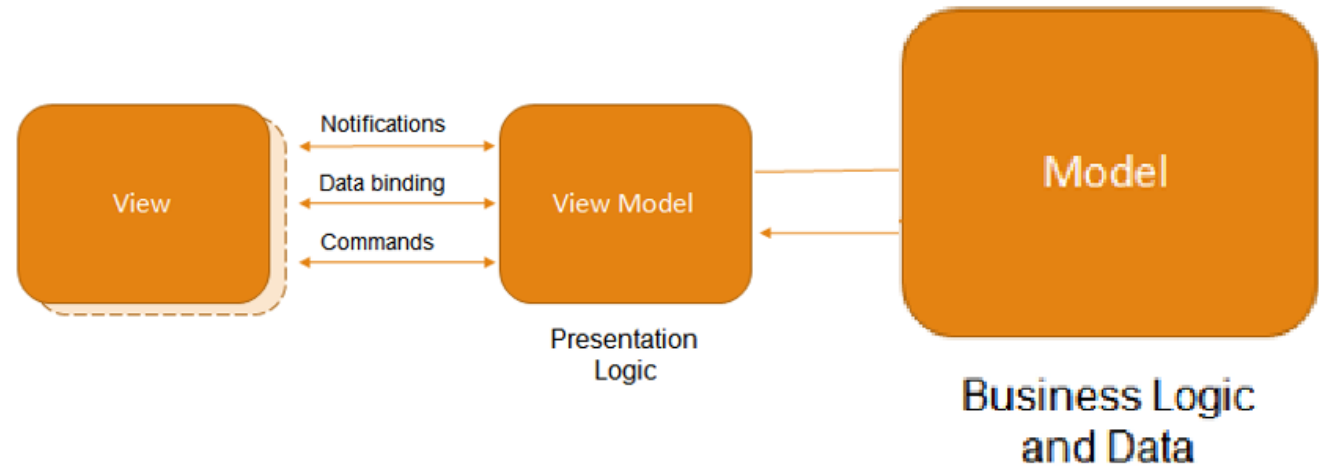 View
Notifications
Data binding
Commands
View Model
Presentation
Logic
Model
Business Logic
and Data